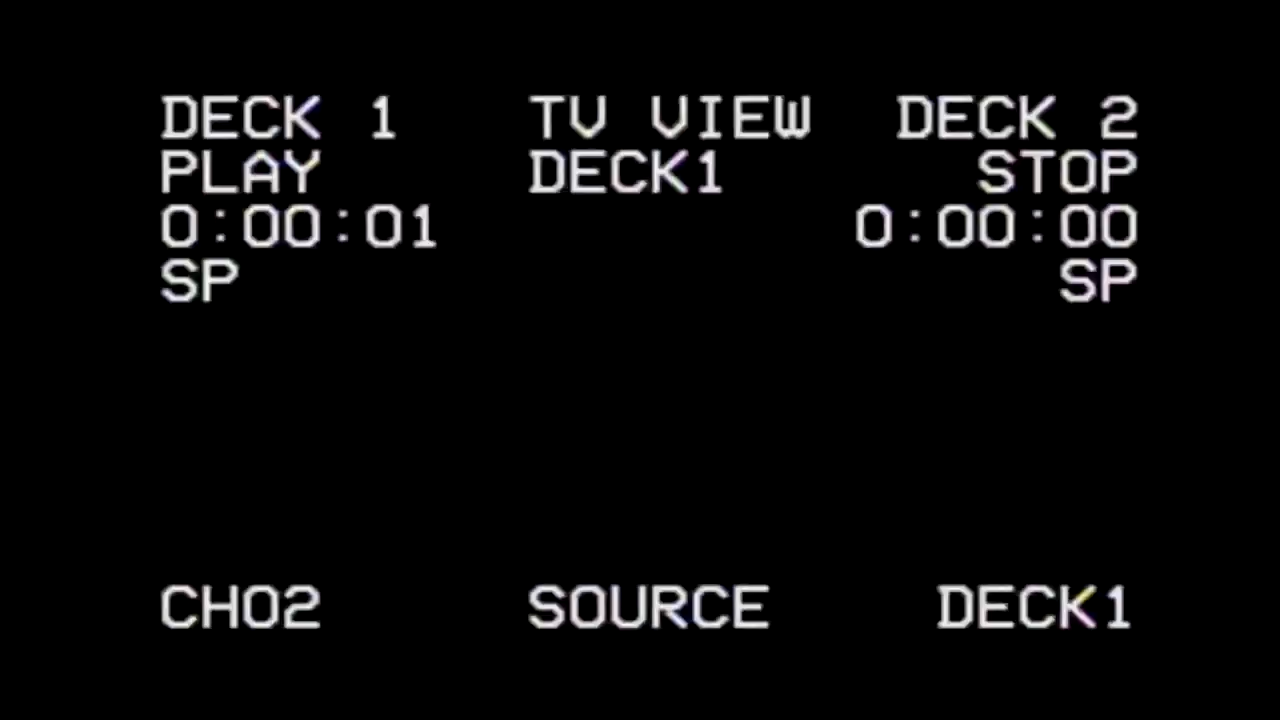 DECK 1 TV VIEW DECK 2
PLAY DECK1 STOP
0:00:01 0:00:00
SP SP
CH02 SOURCE DECK1